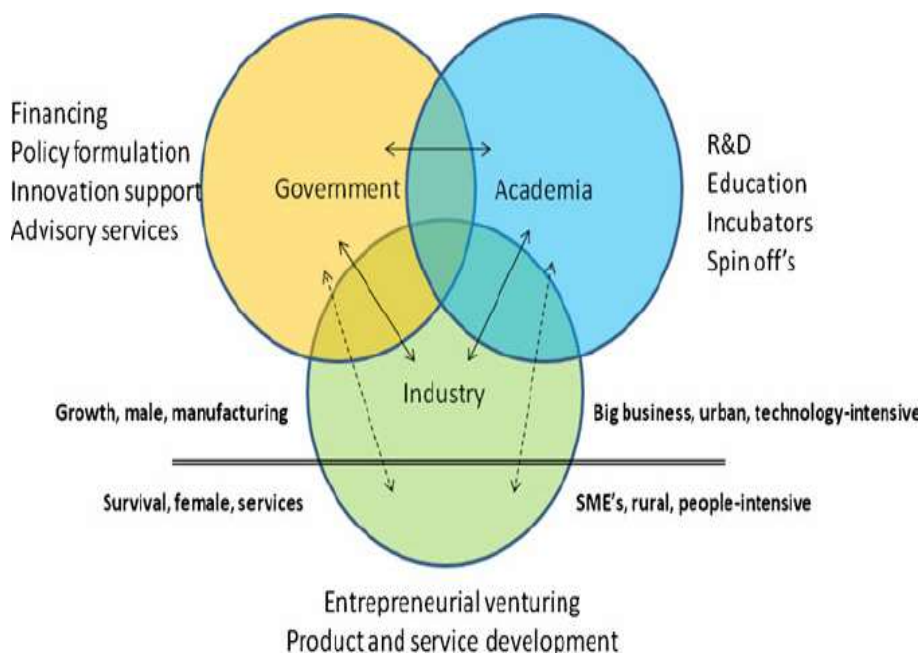 Financing
Policy formulation
Innovation support
Advisory services
Government
Academia
R&D
Education
Incubators
Spin off's
Industry
Growth, male, manufacturing
Big business, urban, technology-intensive
Survival, female, services
SME's, rural, people-intensive
Entrepreneurial venturing
Product and service development